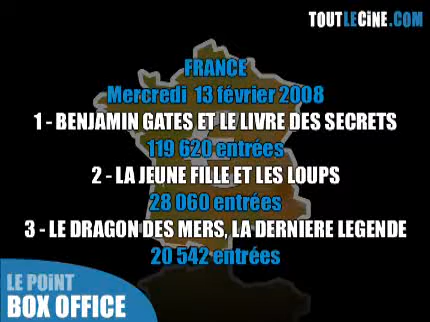 TOUTLECiNE.COM
FRANCE
Mercredi 13 février 2008
1 - BENJAMIN GATES ET LE LIVRE DES SECRETS
119 620 entrées
2 - LA JEUNE FILLE ET LES LOUPS
28 060 entrées
3 - LE DRAGON DES MERS, LA DERNIERE LEGENDE
20 542 entrées
LE POiNT
BOX OFFICE